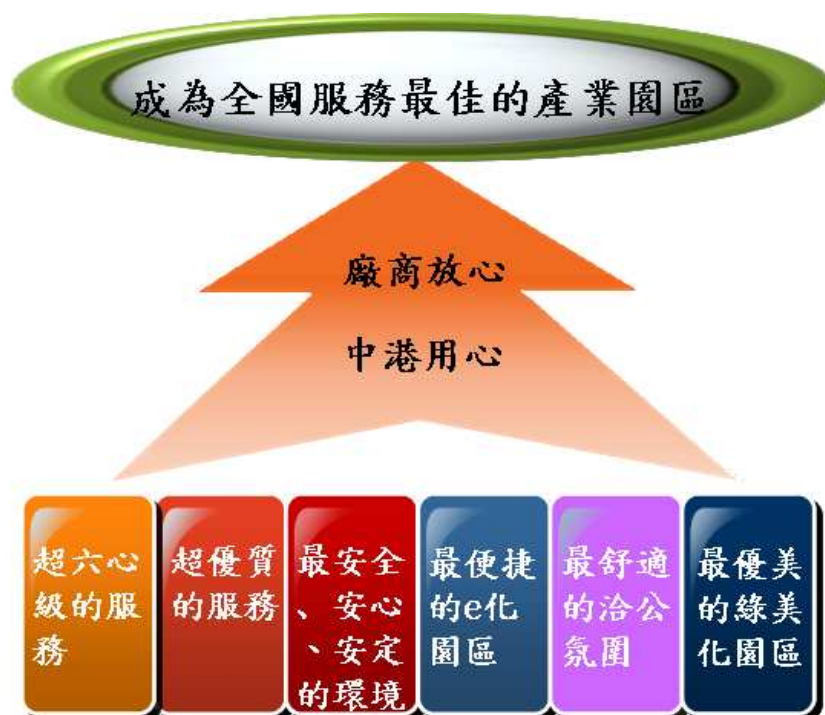 成為全國服務最佳的產業園區
廠商放心
中港用心
超六心
級的服
務
超優質
的服務
最安全
、安心
、安定
的環境
最便捷
的e化
園區
最舒適
的洽公
氛圍
最優美
的綠美
化園區